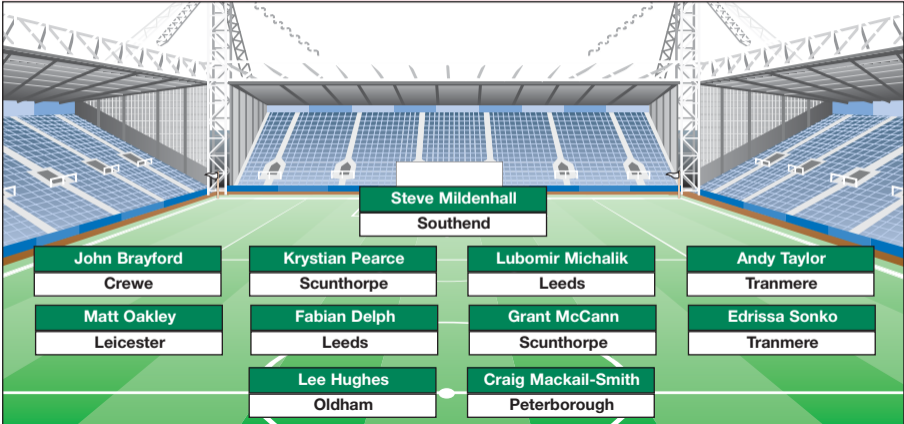 Steve Mildenhall
Southend
John Brayford
Crewe
Krystian Pearce
Scunthorpe
Lubomir Michalik
Leeds
Andy Taylor
Tranmere
Matt Oakley
Leicester
Fabian Delph
Leeds
Grant McCann
Scunthorpe
Edrissa Sonko
Tranmere
Lee Hughes
Oldham
Craig Mackail-Smith
Peterborough